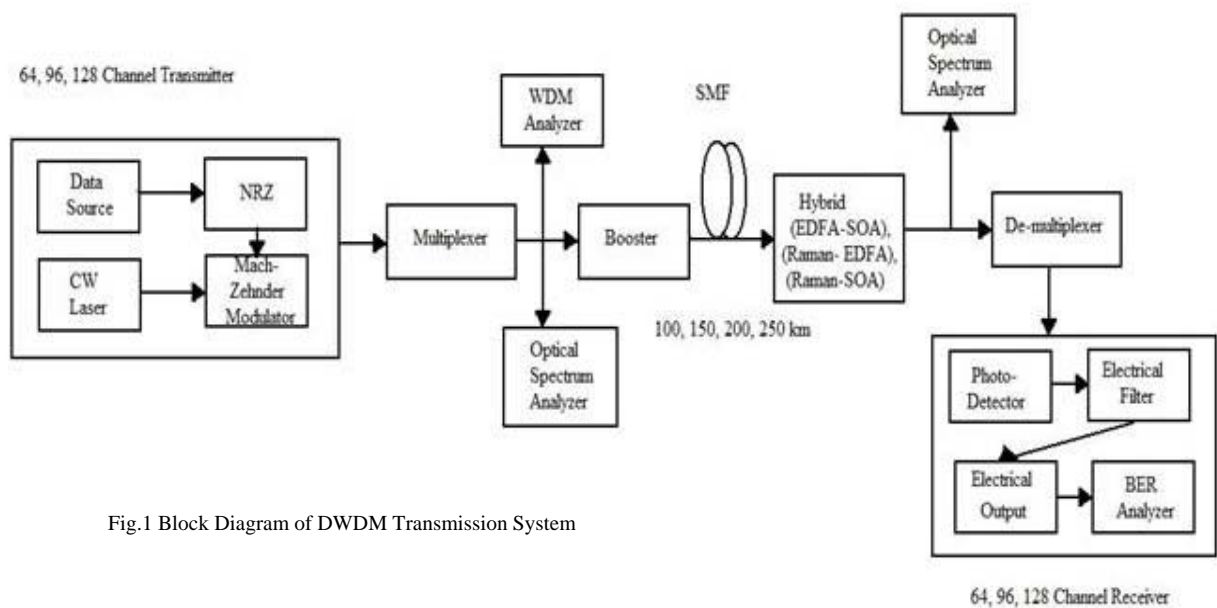 64, 96, 128 Channel Transmitter
Data
Source
NRZ
CW
Laser
Mach-
Zehnder
Modulator
Multiplexer
WDM
Analyzer
Optical
Spectrum
Analyzer
Booster
SMF
Hybrid
(EDFA-SOA),
(Raman- EDFA),
(Raman-SOA)
100, 150, 200, 250 km
Optical
Spectrum
Analyzer
De-multiplexer
Photo-
Detector
Electrical
Filter
Electrical
Output
BER
Analyzer
64, 96, 128 Channel Receiver
Fig.1 Block Diagram of DWDM Transmission System